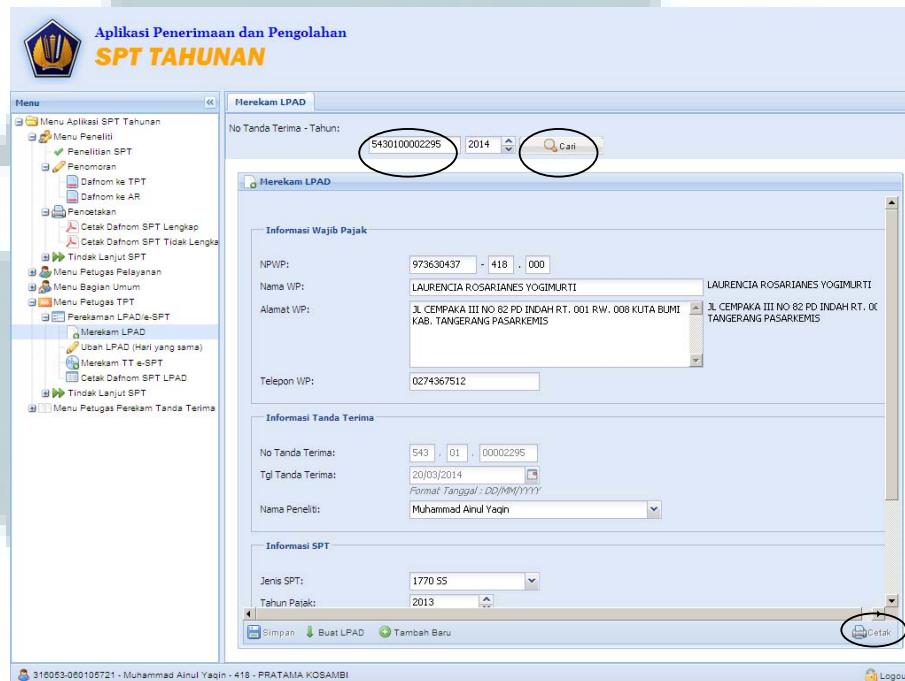 Aplikasi Penerimaan dan Pengolahan
SPT TAHUNAN
Menu
Menu Aplikasi SPT Tahunan
Menu Peneliti
Penelitian SPT
Penomoran
Dafnom ke TPT
Dafnom ke AR
Pencetakan
Cetak Dafnom SPT Lengkap
Cetak Dafnom SPT Tidak Lengka
Tindak Lanjut SPT
Menu Petugas Pelayanan
Menu Bagian Umum
Menu Petugas TPT
Perekaman LPAD/e-SPT
Merekam LPAD
Ubah LPAD (Hari yang sama)
Merekam TT e-SPT
Cetak Dafnom SPT LPAD
Tindak Lanjut SPT
Menu Petugas Perekam Tanda Terima
Merekam LPAD
No Tanda Terima - Tahun:
5430100002295 2014 Cari
Merekam LPAD
Informasi Wajib Pajak
NPWP: 973630437 - 418 . 000
Nama WP: LAURENCIA ROSARIANES YOGIMURTI LAURENCIA ROSARIANES YOGIMURTI
Alamat WP: JL CEMPAKA III NO 82 PD INDAH RT. 001 RW. 008 KUTA BUMI JL CEMPAKA III NO 82 PD INDAH RT.
KAB. TANGERANG PASARKEMIS TANGERANG PASARKEMIS
Telepon WP: 0274367512
Informasi Tanda Terima
No Tanda Terima: 543 . 01 . 00002295
Tgl Tanda Terima: 20/03/2014
Format Tanggal : DD/MM/YYYY
Nama Peneliti: Muhammad Ainul Yaqin
Informasi SPT
Jenis SPT: 1770 SS
Tahun Pajak: 2013
Simpan Buat LPAD Tambah Baru Cetak
316053-060105721 - Muhammad Ainul Yaqin - 418 - PRATAMA KOSAMBI Logou